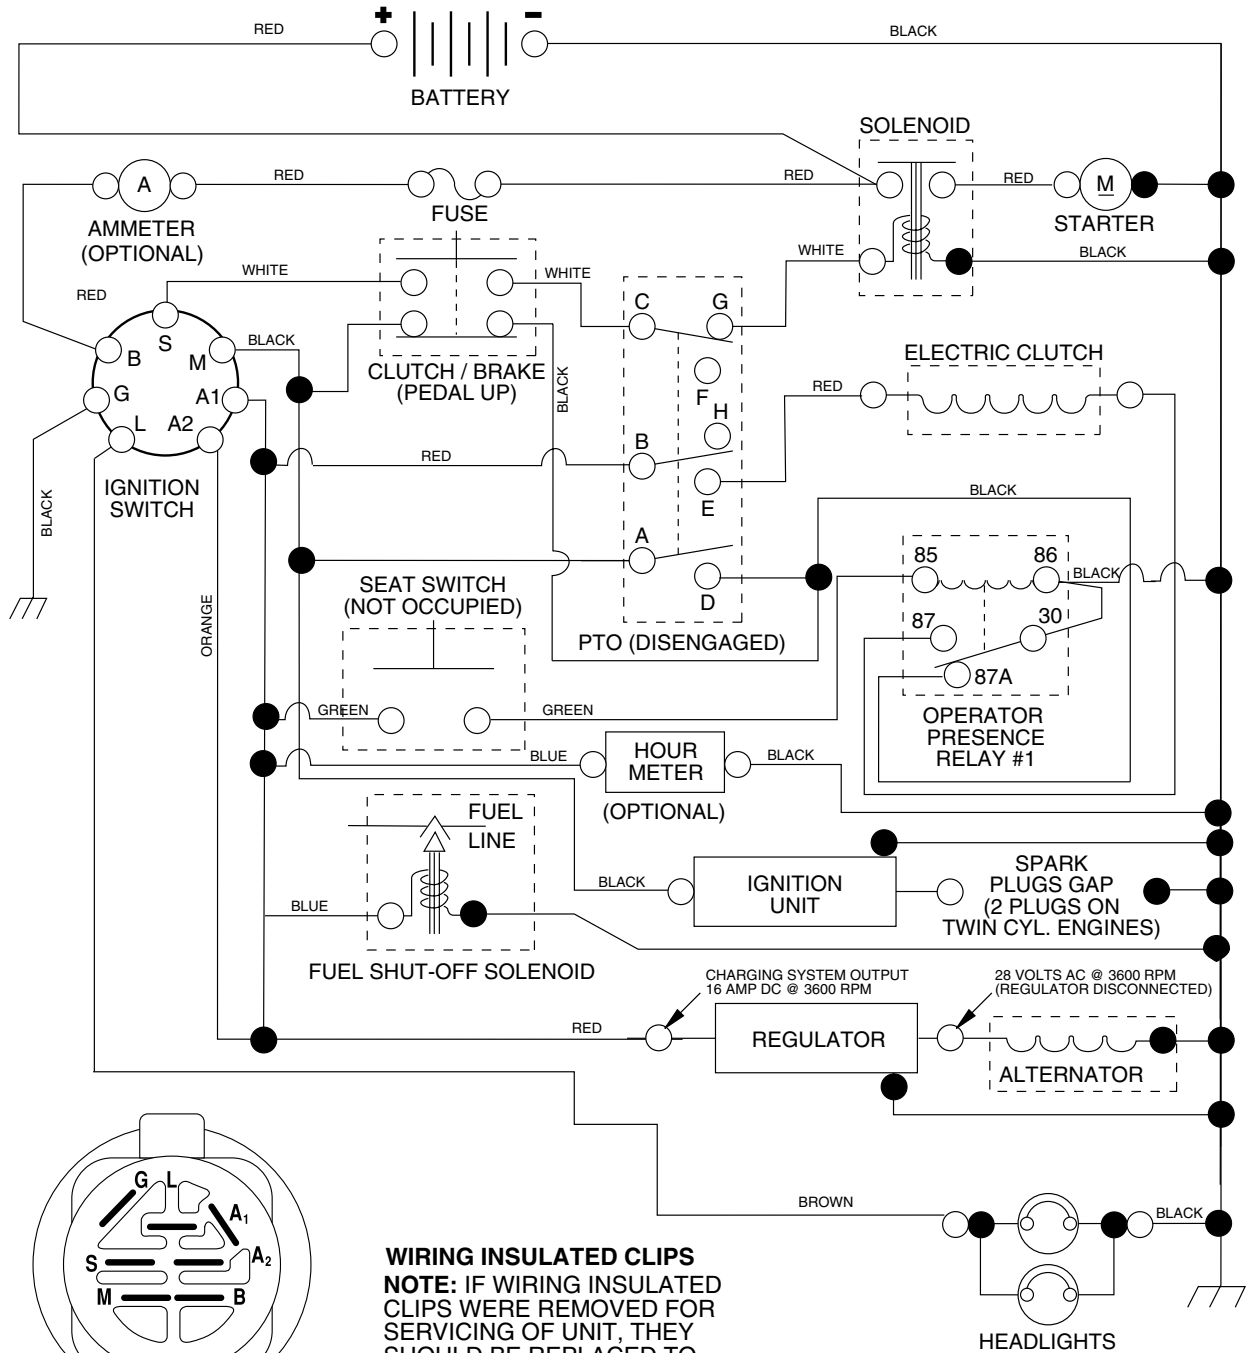 + -
RED
BLACK
BATTERY
SOLENOID
A
RED
RED
RED
M
FUSE
AMMETER
(OPTIONAL)
STARTER
WHITE
BLACK
WHITE
WHITE
RED
C
G
S
BLACK
B
M
ELECTRIC CLUTCH
CLUTCH / BRAKE
(PEDAL UP)
BLACK
F
RED
G
A1
H
L
A2
B
RED
IGNITION
SWITCH
BLACK
E
BLACK
A
85
86
SEAT SWITCH
(NOT OCCUPIED)
BLACK
D
ORANGE
87
30
PTO (DISENGAGED)
87A
GREEN
GREEN
OPERATOR
PRESENCE
RELAY #1
BLUE
HOUR
METER
BLACK
(OPTIONAL)
FUEL
LINE
SPARK
PLUGS GAP
(2 PLUGS ON
TWIN CYL. ENGINES)
BLACK
IGNITION
UNIT
BLUE
FUEL SHUT-OFF SOLENOID
CHARGING SYSTEM OUTPUT
16 AMP DC @ 3600 RPM
28 VOLTS AC @ 3600 RPM
(REGULATOR DISCONNECTED)
RED
REGULATOR
ALTERNATOR
G L
A1
BROWN
BLACK
S
A2
M
B
WIRING INSULATED CLIPS
NOTE: IF WIRING INSULATED
CLIPS WERE REMOVED FOR
SERVICING OF UNIT, THEY
SHOULD BE REPLACED TO
HEADLIGHTS